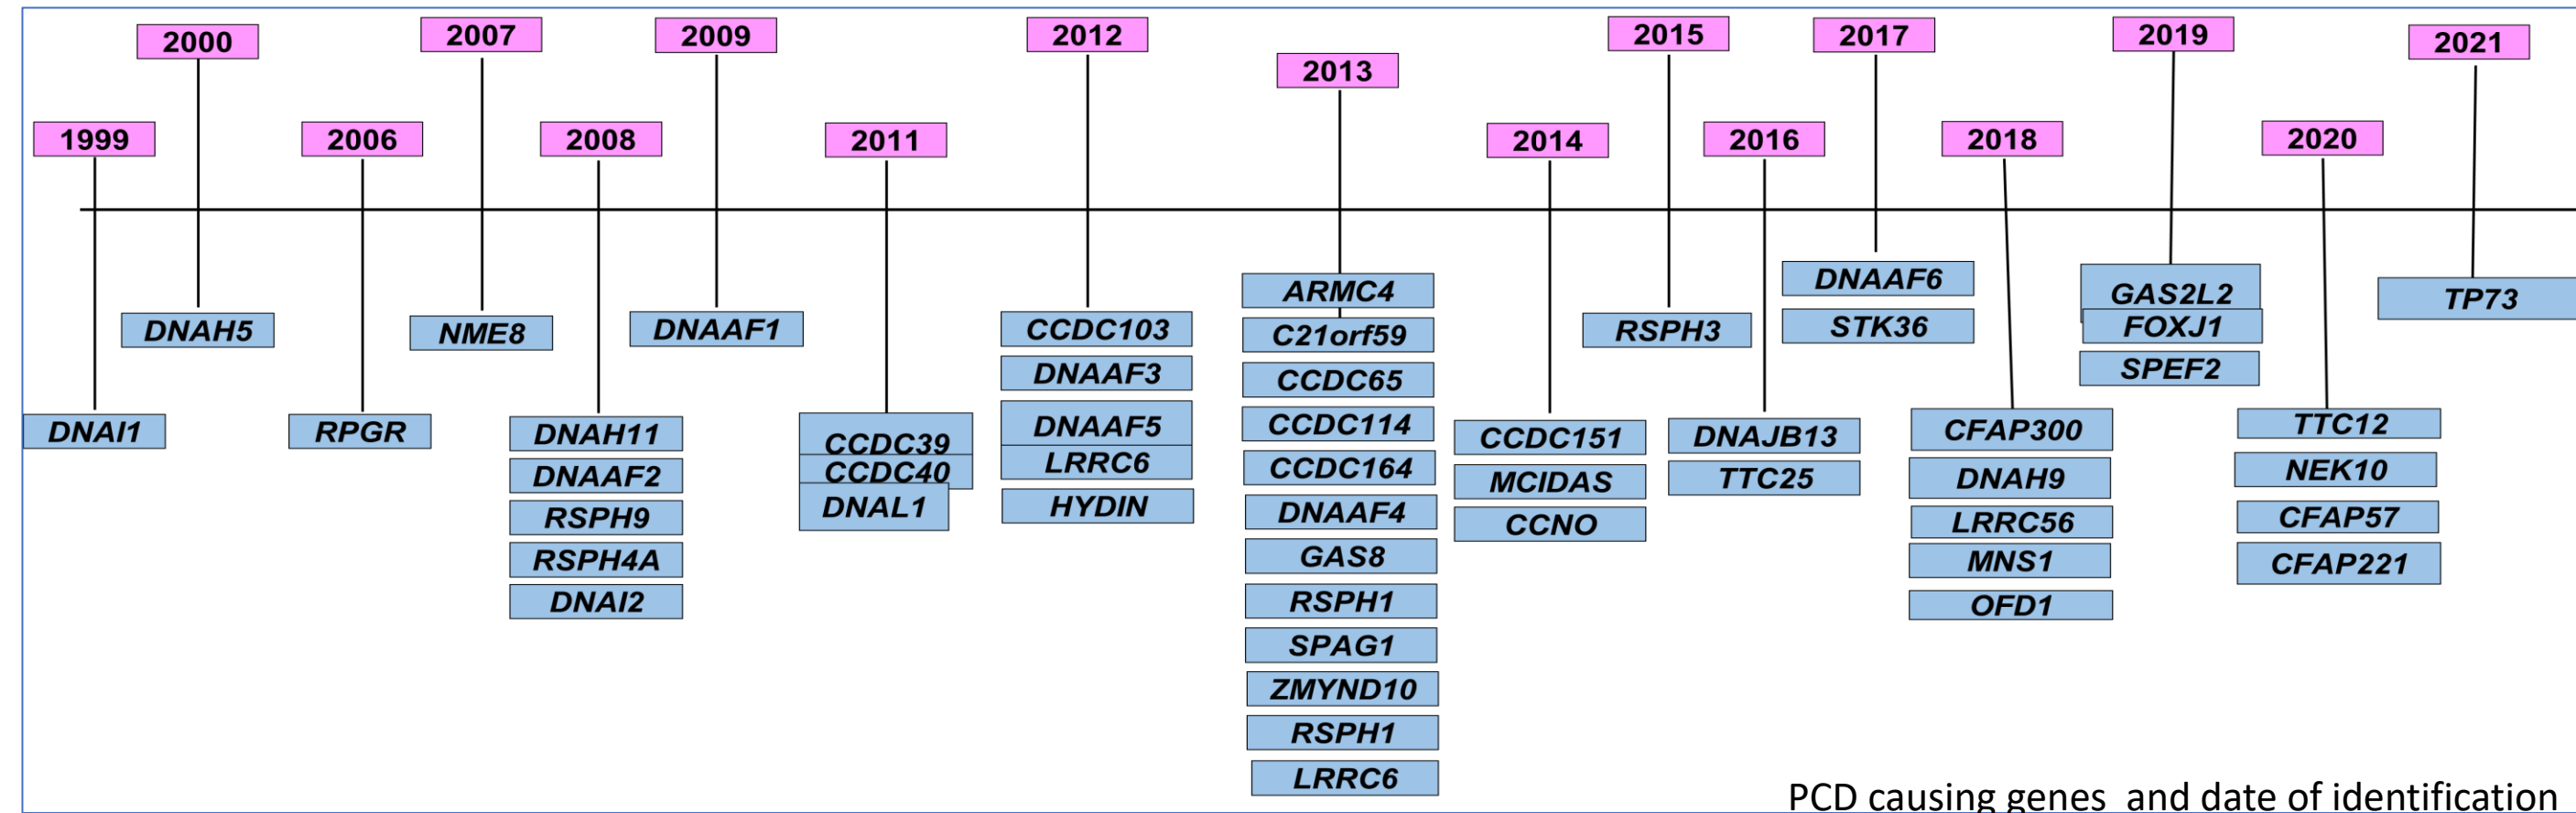 1999
DNAI1
2000
DNAH5
2006
RPGR
2007
NME8
2008
DNAH11
DNAAF2
RSPH9
RSPH4A
DNAI2
2009
DNAAF1
2011
CCDC39
CCDC40
DNAL1
2012
CCDC103
DNAAF3
DNAAF5
LRRC6
HYDIN
2013
ARMC4
C21orf59
CCDC65
CCDC114
CCDC164
DNAAF4
GAS8
RSPH1
SPAG1
ZMYND10
RSPH1
LRRC6
2014
CCDC151
MCIDAS
CCNO
2015
RSPH3
2016
DNAJB13
TTC25
2017
DNAAF6
STK36
2018
CFAP300
DNAH9
LRRC56
MNS1
OFD1
2019
GAS2L2
FOXJ1
SPEF2
2020
TTC12
NEK10
CFAP57
CFAP221
2021
TP73
PCD causing genes and date of identification